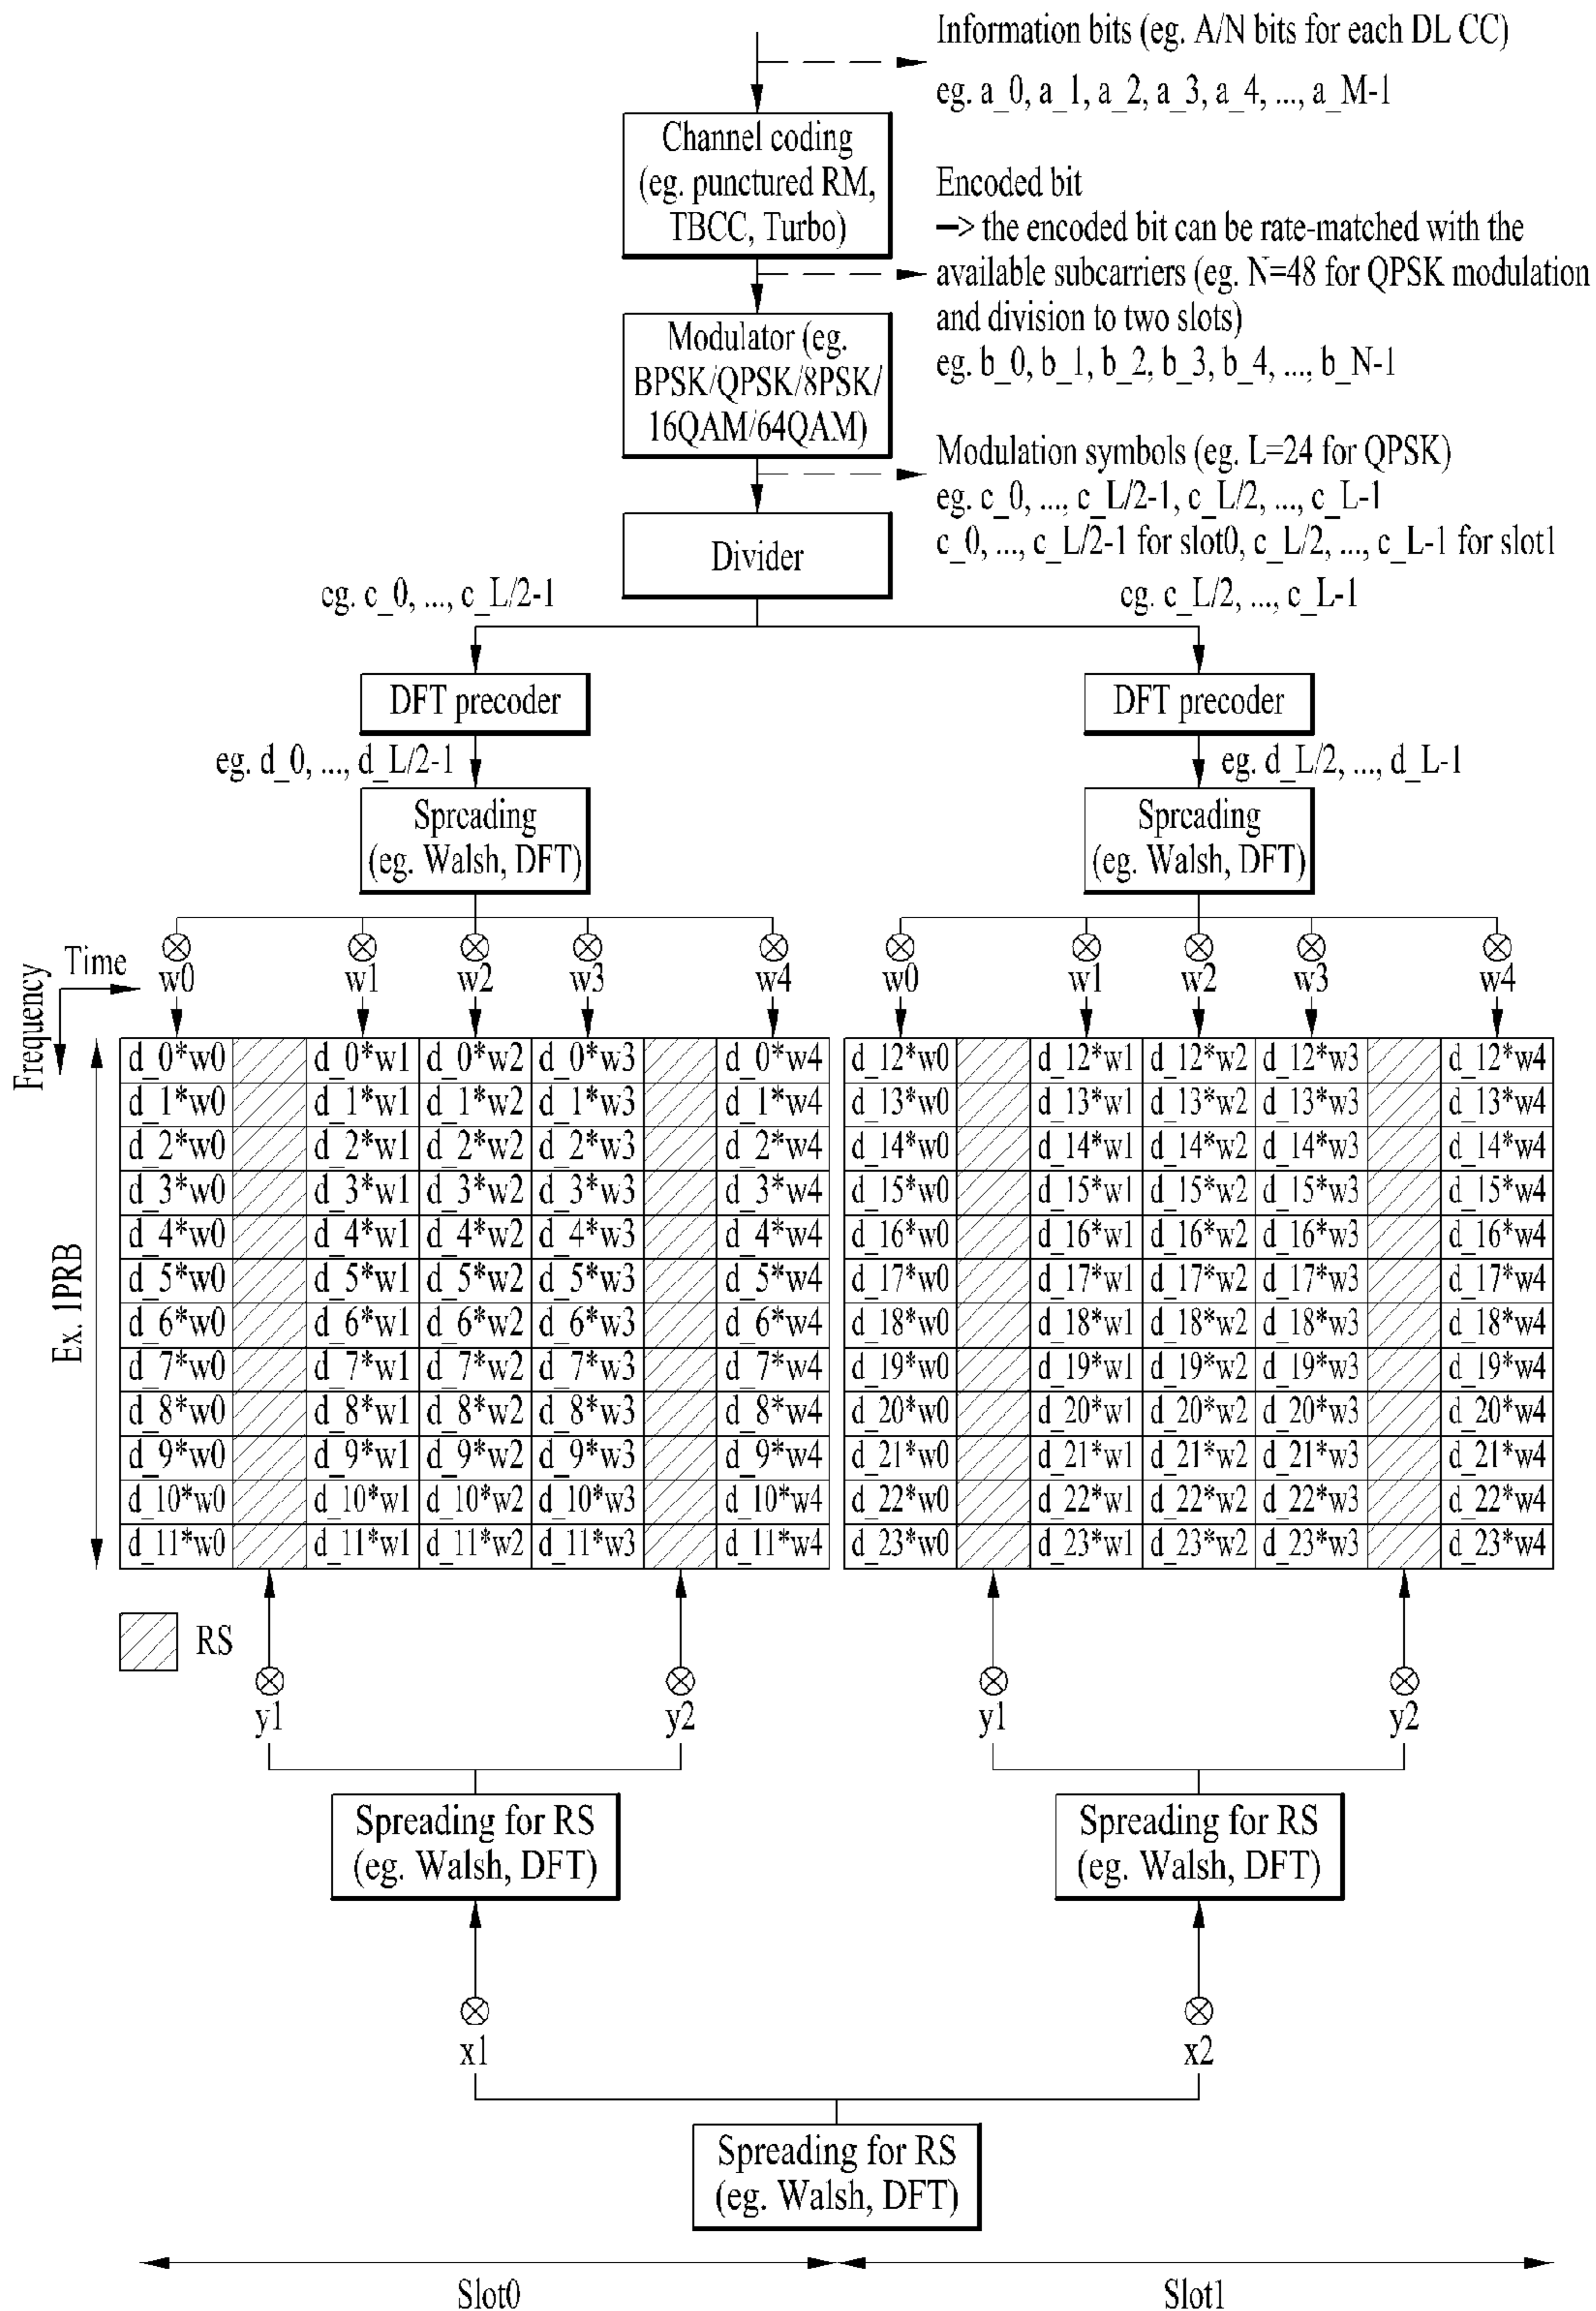 Information bits (eg. A/N bits for each DL CC)
eg. a_0, a_1, a_2, a_3, a_4, ..., a_M-1
Channel coding
(eg. punctured RM,
TBCC, Turbo)
Encoded bit
–> the encoded bit can be rate-matched with the
available subcarriers (eg. N=48 for QPSK modulation
and division to two slots)
eg. b_0, b_1, b_2, b_3, b_4, ..., b_N-1
Modulator (eg.
BPSK/QPSK/8PSK/
16QAM/64QAM)
Modulation symbols (eg. L=24 for QPSK)
eg. c_0, ..., c_L/2-1, c_L/2, ..., c_L-1
c_0, ..., c_L/2-1 for slot0, c_L/2, ..., c_L-1 for slot1
Divider
eg. c_0, ..., c_L/2-1
eg. c_L/2, ..., c_L-1
DFT precoder
DFT precoder
eg. d_0, ..., d_L/2-1
eg. d_L/2, ..., d_L-1
Spreading
(eg. Walsh, DFT)
Spreading
(eg. Walsh, DFT)
Time
Frequency
w0 w1 w2 w3 w4 w0 w1 w2 w3 w4
d_0*w0 d_0*w1 d_0*w2 d_0*w3 d_0*w4 d_12*w0 d_12*w1 d_12*w2 d_12*w3 d_12*w4
d_1*w0 d_1*w1 d_1*w2 d_1*w3 d_1*w4 d_13*w0 d_13*w1 d_13*w2 d_13*w3 d_13*w4
d_2*w0 d_2*w1 d_2*w2 d_2*w3 d_2*w4 d_14*w0 d_14*w1 d_14*w2 d_14*w3 d_14*w4
d_3*w0 d_3*w1 d_3*w2 d_3*w3 d_3*w4 d_15*w0 d_15*w1 d_15*w2 d_15*w3 d_15*w4
d_4*w0 d_4*w1 d_4*w2 d_4*w3 d_4*w4 d_16*w0 d_16*w1 d_16*w2 d_16*w3 d_16*w4
d_5*w0 d_5*w1 d_5*w2 d_5*w3 d_5*w4 d_17*w0 d_17*w1 d_17*w2 d_17*w3 d_17*w4
d_6*w0 d_6*w1 d_6*w2 d_6*w3 d_6*w4 d_18*w0 d_18*w1 d_18*w2 d_18*w3 d_18*w4
d_7*w0 d_7*w1 d_7*w2 d_7*w3 d_7*w4 d_19*w0 d_19*w1 d_19*w2 d_19*w3 d_19*w4
d_8*w0 d_8*w1 d_8*w2 d_8*w3 d_8*w4 d_20*w0 d_20*w1 d_20*w2 d_20*w3 d_20*w4
d_9*w0 d_9*w1 d_9*w2 d_9*w3 d_9*w4 d_21*w0 d_21*w1 d_21*w2 d_21*w3 d_21*w4
d_10*w0 d_10*w1 d_10*w2 d_10*w3 d_10*w4 d_22*w0 d_22*w1 d_22*w2 d_22*w3 d_22*w4
d_11*w0 d_11*w1 d_11*w2 d_11*w3 d_11*w4 d_23*w0 d_23*w1 d_23*w2 d_23*w3 d_23*w4
Ex. 1PRB
RS
y1 y2 y1 y2
Spreading for RS
(eg. Walsh, DFT)
Spreading for RS
(eg. Walsh, DFT)
x1 x2
Spreading for RS
(eg. Walsh, DFT)
Slot0 Slot1